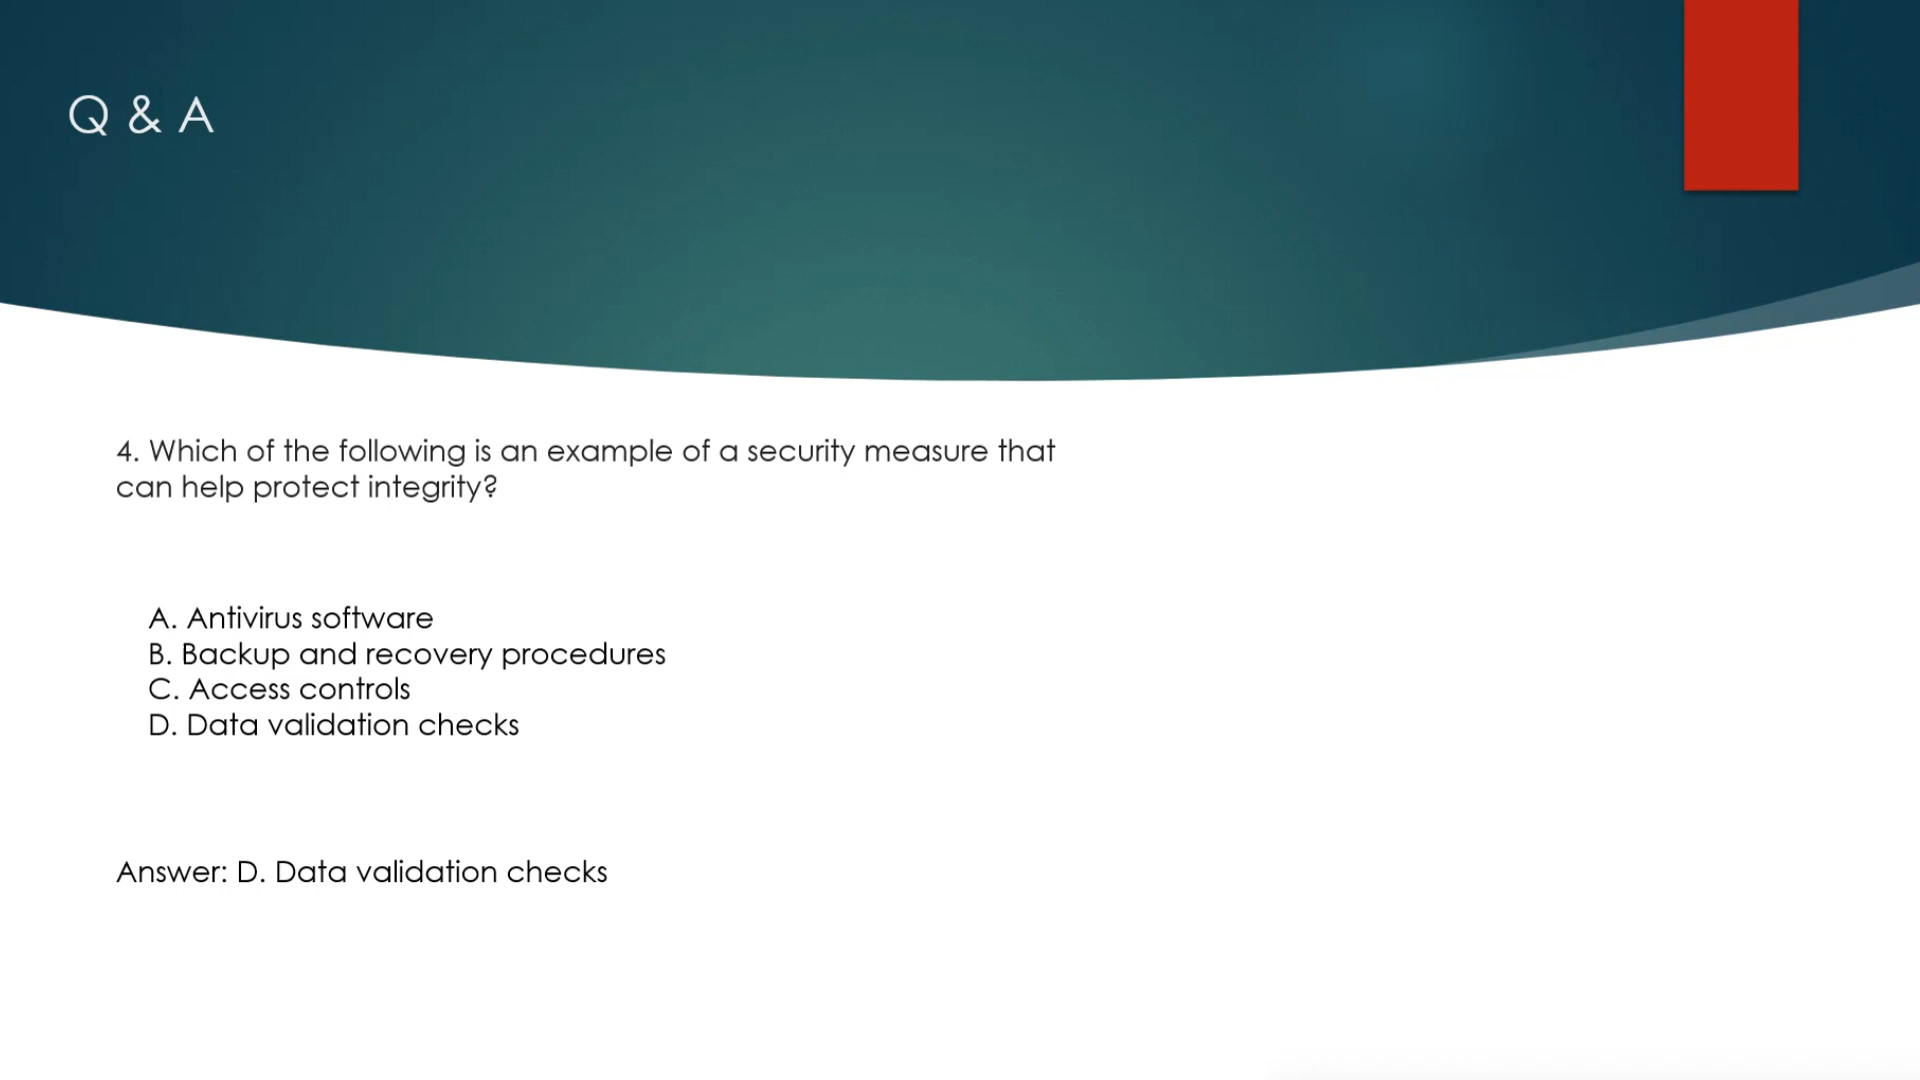 Q & A
4. Which of the following is an example of a security measure that
can help protect integrity?
A. Antivirus software
B. Backup and recovery procedures
C. Access controls
D. Data validation checks
Answer: D. Data validation checks